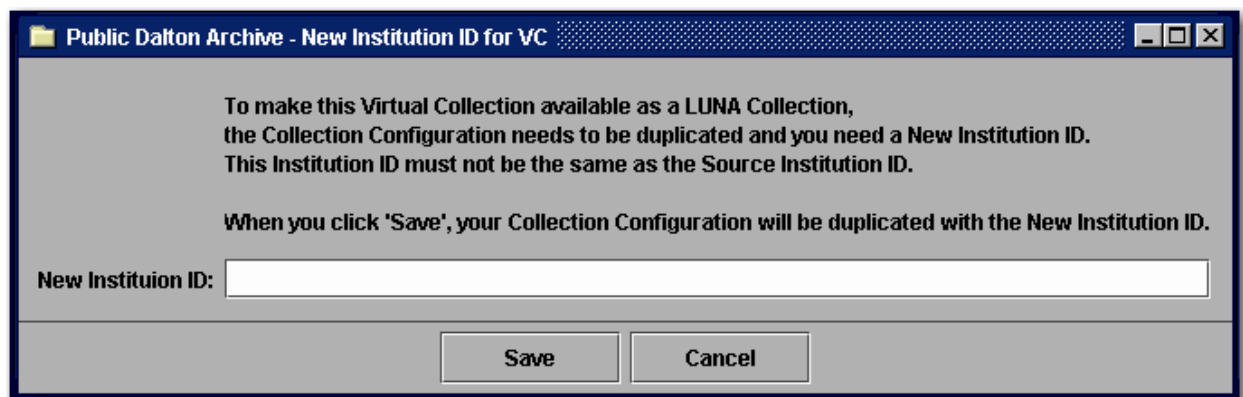 Public Dalton Archive - New Institution ID for VC
To make this Virtual Collection available as a LUNA Collection,
the Collection Configuration needs to be duplicated and you need a New Institution ID.
This Institution ID must not be the same as the Source Institution ID.
When you click 'Save', your Collection Configuration will be duplicated with the New Institution ID.
New Instituion ID:
Save Cancel